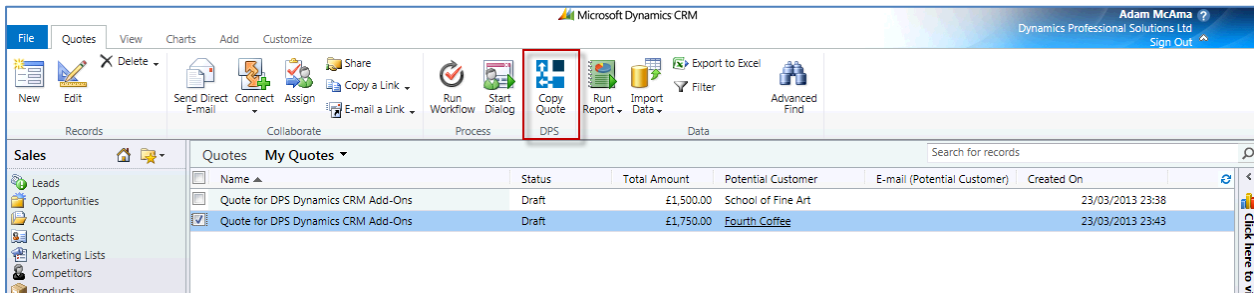 Microsoft Dynamics CRM
Adam McAma
Dynamics Professional Solutions Ltd
Sign Out
File Quotes View Charts Add Customize
New
Edit
Delete
Records
Send Direct E-mail
Connect
Assign
Share
Copy a Link
E-mail a Link
Collaborate
Run Workflow
Start Dialog
Process
Copy Quote
DPS
Run Report
Import Data
Export to Excel
Filter
Advanced Find
Data
Sales
Quotes My Quotes
Search for records
Leads
Opportunities
Accounts
Contacts
Marketing Lists
Competitors
Products
Name Status Total Amount Potential Customer E-mail (Potential Customer) Created On
Quote for DPS Dynamics CRM Add-Ons Draft £1,500.00 School of Fine Art 23/03/2013 23:38
Quote for DPS Dynamics CRM Add-Ons Draft £1,750.00 Fourth Coffee 23/03/2013 23:43
Click here to vi